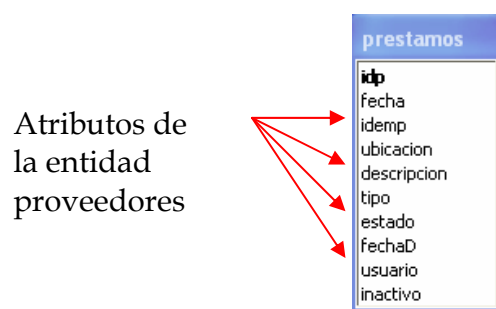 Atributos de
la entidad
proveedores
prestamos
idp
fecha
idemp
ubicacion
descripcion
tipo
estado
fechaD
usuario
inactivo